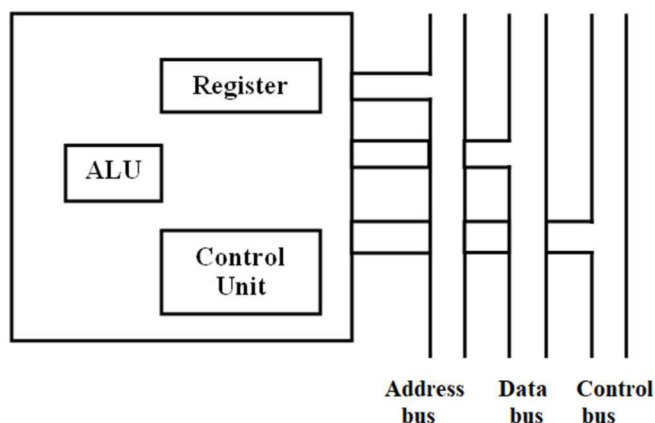 Register
ALU
Control
Unit
Address Data Control
bus bus bus